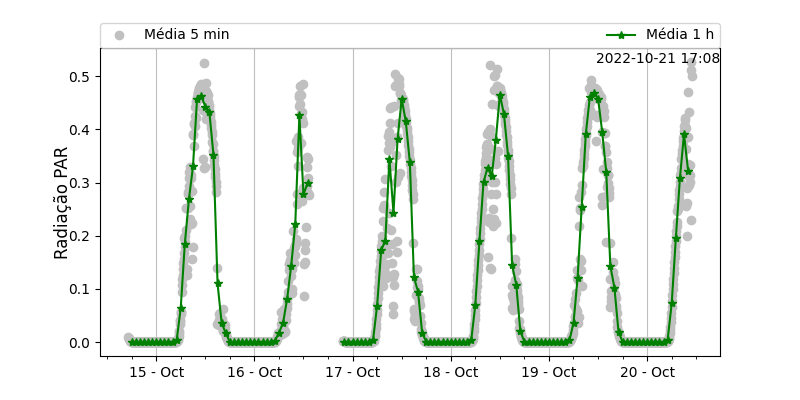 Média 5 min
Média 1 h
2022-10-21 17:08
Radiação PAR
0.5
0.4
0.3
0.2
0.1
0.0
15 - Oct
16 - Oct
17 - Oct
18 - Oct
19 - Oct
20 - Oct